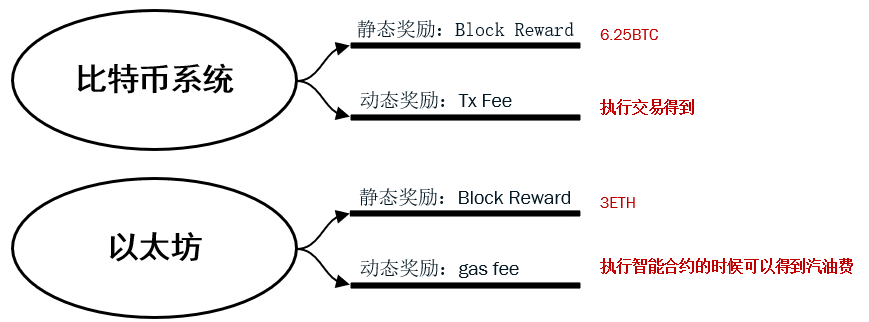 比特币系统
静态奖励：Block Reward
6.25BTC
动态奖励：Tx Fee
执行交易得到
以太坊
静态奖励：Block Reward
3ETH
动态奖励：gas fee
执行智能合约的时候可以得到汽油费